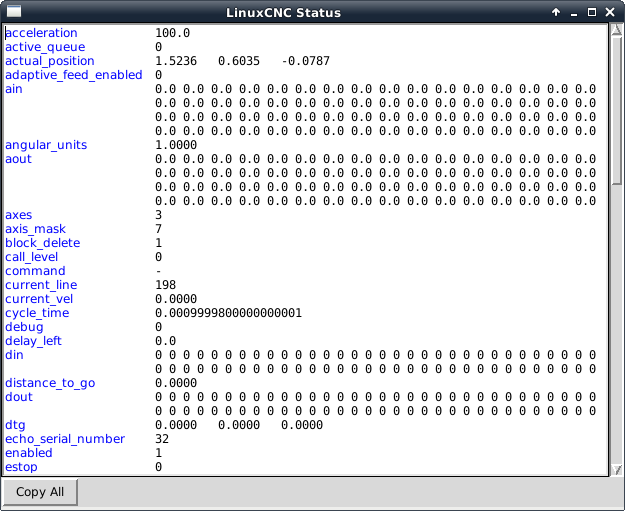 LinuxCNC Status
acceleration 100.0
active_queue 0
actual_position 1.5236 0.6035 -0.0787
adaptive_feed_enabled 0
ain 0.0 0.0 0.0 0.0 0.0 0.0 0.0 0.0 0.0 0.0 0.0 0.0 0.0 0.0 0.0 0.0
0.0 0.0 0.0 0.0 0.0 0.0 0.0 0.0 0.0 0.0 0.0 0.0 0.0 0.0 0.0 0.0
0.0 0.0 0.0 0.0 0.0 0.0 0.0 0.0 0.0 0.0 0.0 0.0 0.0 0.0 0.0 0.0
0.0 0.0 0.0 0.0 0.0 0.0 0.0 0.0 0.0 0.0 0.0 0.0 0.0 0.0 0.0 0.0
angular_units 1.0000
aout 0.0 0.0 0.0 0.0 0.0 0.0 0.0 0.0 0.0 0.0 0.0 0.0 0.0 0.0 0.0 0.0
0.0 0.0 0.0 0.0 0.0 0.0 0.0 0.0 0.0 0.0 0.0 0.0 0.0 0.0 0.0 0.0
0.0 0.0 0.0 0.0 0.0 0.0 0.0 0.0 0.0 0.0 0.0 0.0 0.0 0.0 0.0 0.0
0.0 0.0 0.0 0.0 0.0 0.0 0.0 0.0 0.0 0.0 0.0 0.0 0.0 0.0 0.0 0.0
axes 3
axis_mask 7
block_delete 1
call_level 0
command -
current_line 198
current_vel 0.0000
cycle_time 0.0009999800000000001
debug 0
delay_left 0.0
din 0 0 0 0 0 0 0 0 0 0 0 0 0 0 0 0 0 0 0 0 0 0 0 0 0 0 0 0 0 0 0 0
0 0 0 0 0 0 0 0 0 0 0 0 0 0 0 0 0 0 0 0 0 0 0 0 0 0 0 0 0 0 0 0
distance_to_go 0.0000
dout 0 0 0 0 0 0 0 0 0 0 0 0 0 0 0 0 0 0 0 0 0 0 0 0 0 0 0 0 0 0 0 0
0 0 0 0 0 0 0 0 0 0 0 0 0 0 0 0 0 0 0 0 0 0 0 0 0 0 0 0 0 0 0 0
dtg 0.0000 0.0000 0.0000
echo_serial_number 32
enabled 1
estop 0
Copy All